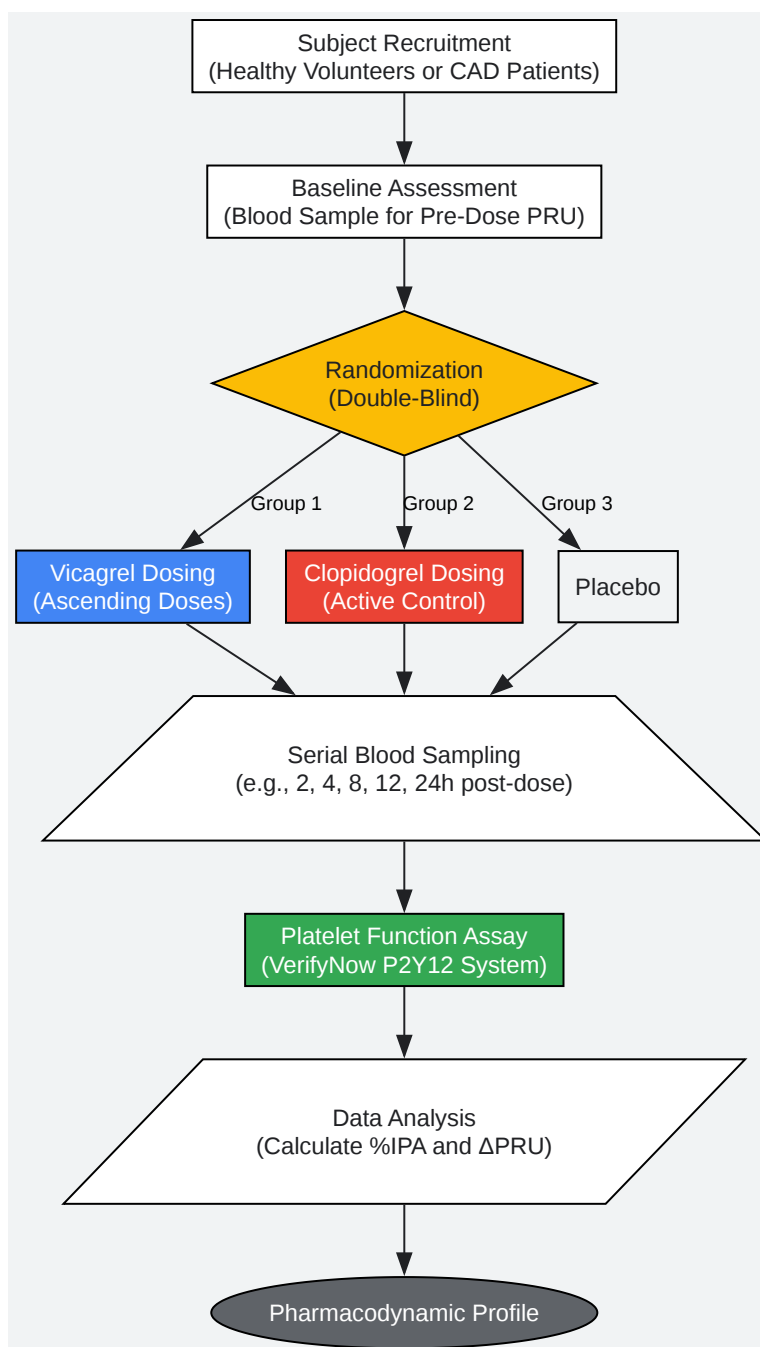 Subject Recruitment
(Healthy Volunteers or CAD Patients)
Baseline Assessment
(Blood Sample for Pre-Dose PRU)
Randomization
(Double-Blind)
Group 1
Group 2
Group 3
Vicagrel Dosing
(Ascending Doses)
Clopidogrel Dosing
(Active Control)
Placebo
Serial Blood Sampling
(e.g., 2, 4, 8, 12, 24h post-dose)
Platelet Function Assay
(VerifyNow P2Y12 System)
Data Analysis
(Calculate %IPA and ΔPRU)
Pharmacodynamic Profile